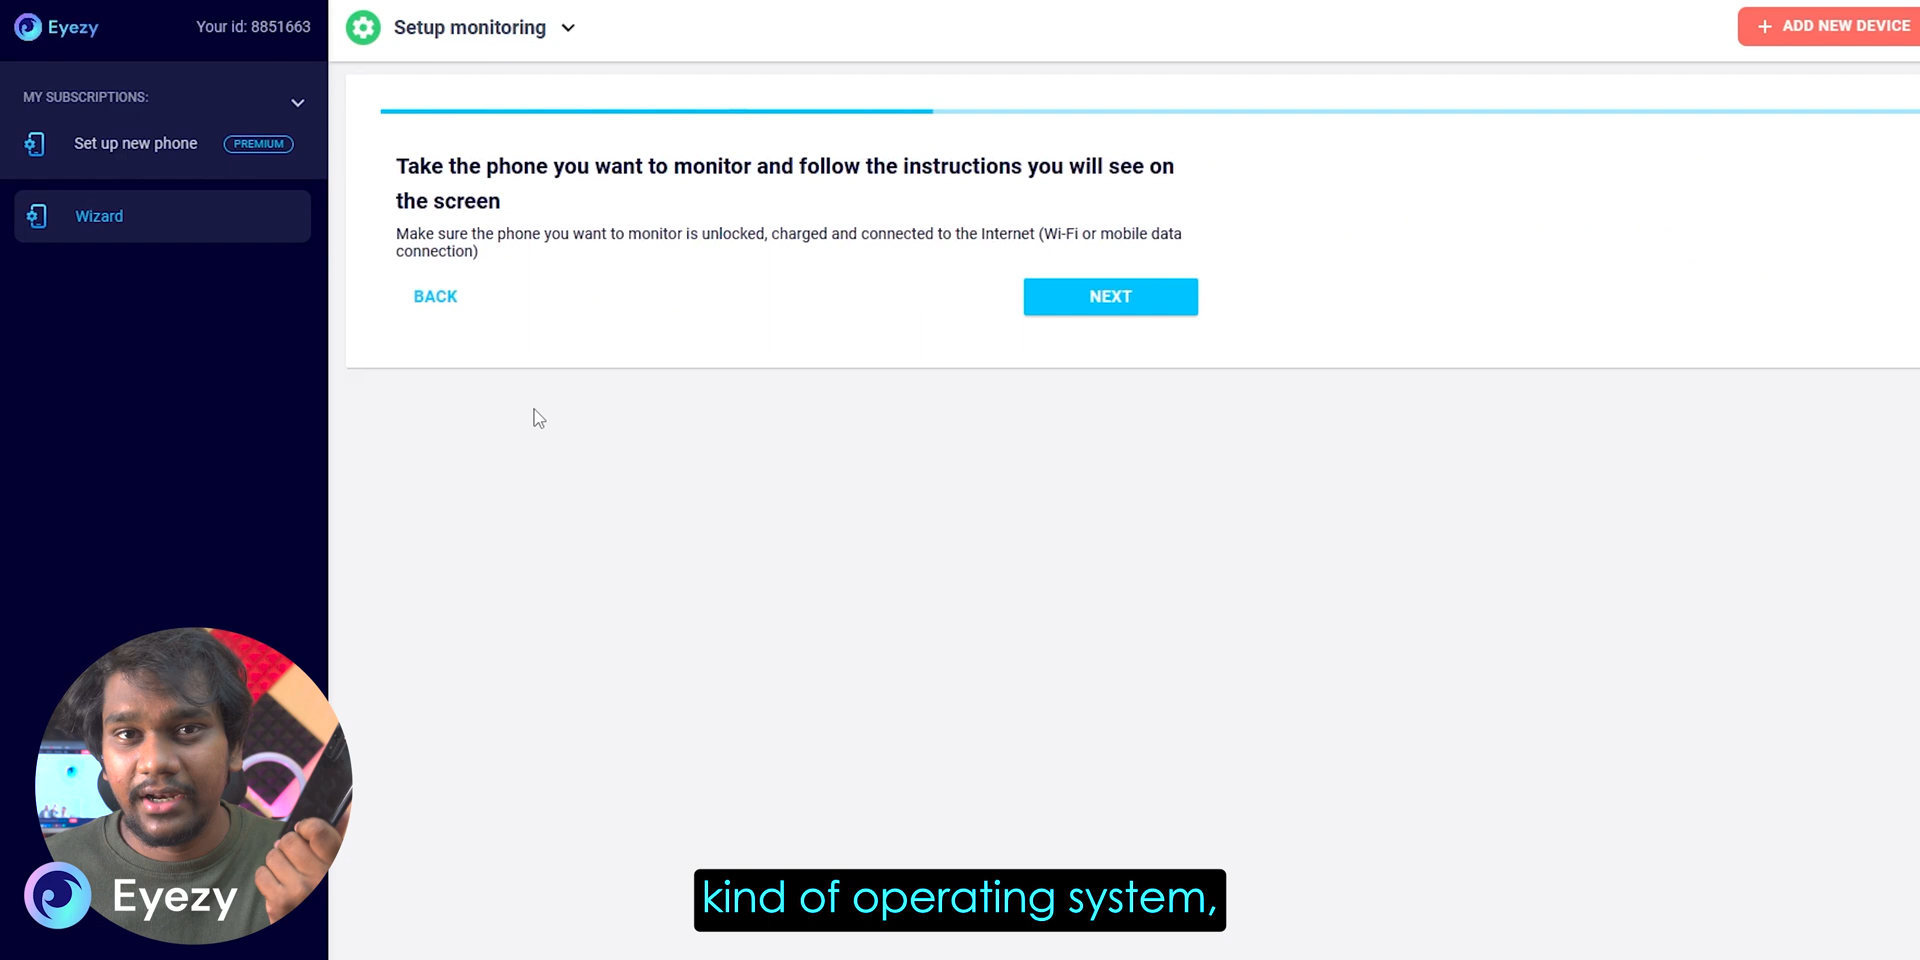 Eyezy
Your id: 8851663
Setup monitoring
+ ADD NEW DEVICE
MY SUBSCRIPTIONS:
Set up new phone
PREMIUM
Wizard
Take the phone you want to monitor and follow the instructions you will see on
the screen
Make sure the phone you want to monitor is unlocked, charged and connected to the Internet (Wi-Fi or mobile data
connection)
BACK
NEXT
Eyezy
kind of operating system,